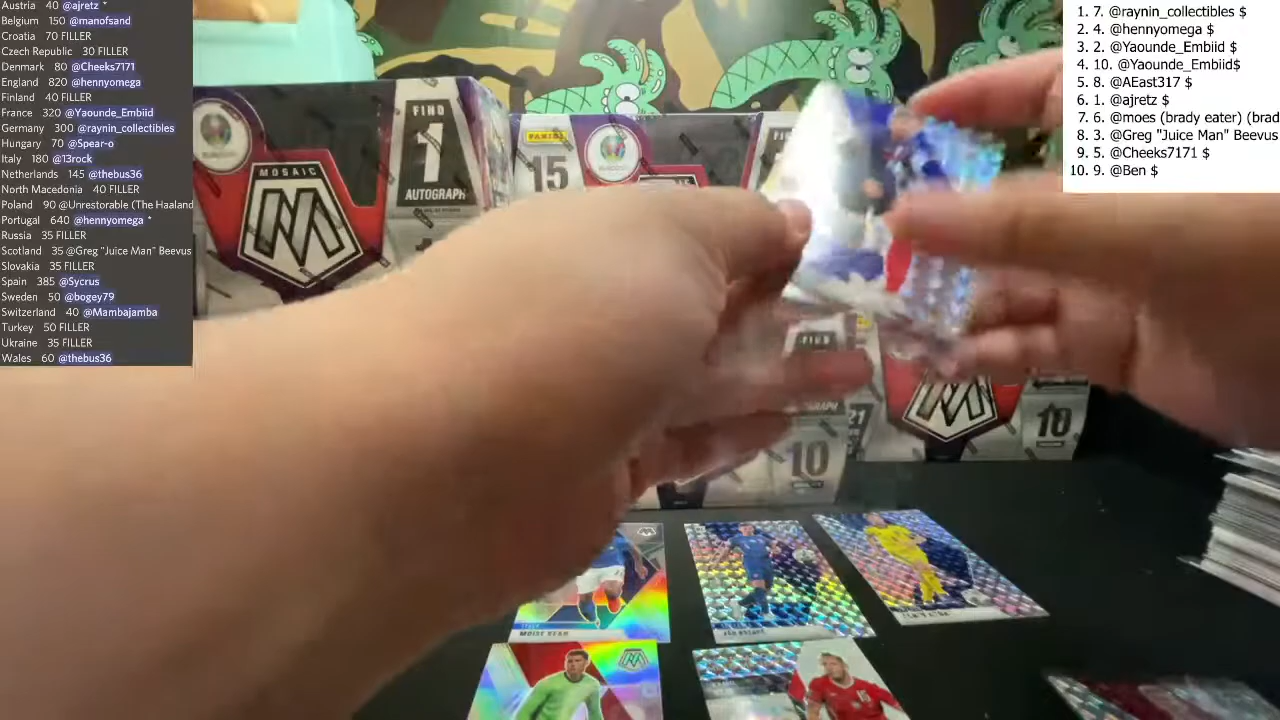 Austria 40 @ajretz *
Belgium 150 @manofsand
Croatia 70 FILLER
Czech Republic 30 FILLER
Denmark 80 @Cheeks7171
England 820 @hennyomega
Finland 40 FILLER
France 320 @Yaounde_Embiid
Germany 300 @raynin_collectibles
Hungary 70 @Spear-o
Italy 180 @13rock
Netherlands 145 @thebus36
North Macedonia 40 FILLER
Poland 90 @Unrestorable (The Haaland
Portugal 640 @hennyomega *
Russia 35 FILLER
Scotland 35 @Greg "Juice Man" Beevus
Slovakia 35 FILLER
Spain 385 @Sycrus
Sweden 50 @bogey79
Switzerland 40 @Mambajamba
Turkey 50 FILLER
Ukraine 35 FILLER
Wales 60 @thebus36
1. 7. @raynin_collectibles $
2. 4. @hennyomega $
3. 2. @Yaounde_Embiid $
4. 10. @Yaounde_Embiid$
5. 8. @AEast317 $
6. 1. @ajretz $
7. 6. @moes (brady eater) (brad
8. 3. @Greg "Juice Man" Beevus
9. 5. @Cheeks7171 $
10. 9. @Ben $
MOSAIC
FIND
1
AUTOGRAPH
PANINI
15
FIND
10
10
MOISE KEAN